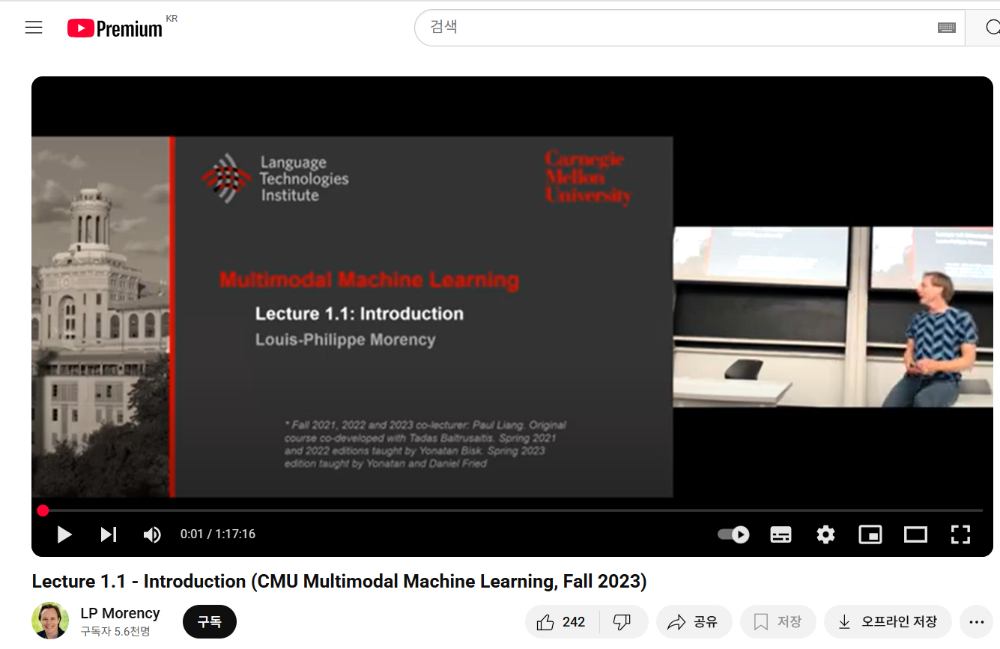 Premium KR
검색
Language
Technologies
Institute
Carnegie
Mellon
University
Multimodal Machine Learning
Lecture 1.1: Introduction
Louis-Philippe Morency
* Fall 2021, 2022 and 2023 co-lecturer: Paul Liang. Original
course co-developed with Tadas Baltrusaitis. Spring 2021
and 2022 editions taught by Yonatan Bisk. Spring 2023
edition taught by Yonatan and Daniel Fried
0:01 / 1:17:16
Lecture 1.1 - Introduction (CMU Multimodal Machine Learning, Fall 2023)
LP Morency
구독자 5.6천명
구독
242
공유
저장
오프라인 저장